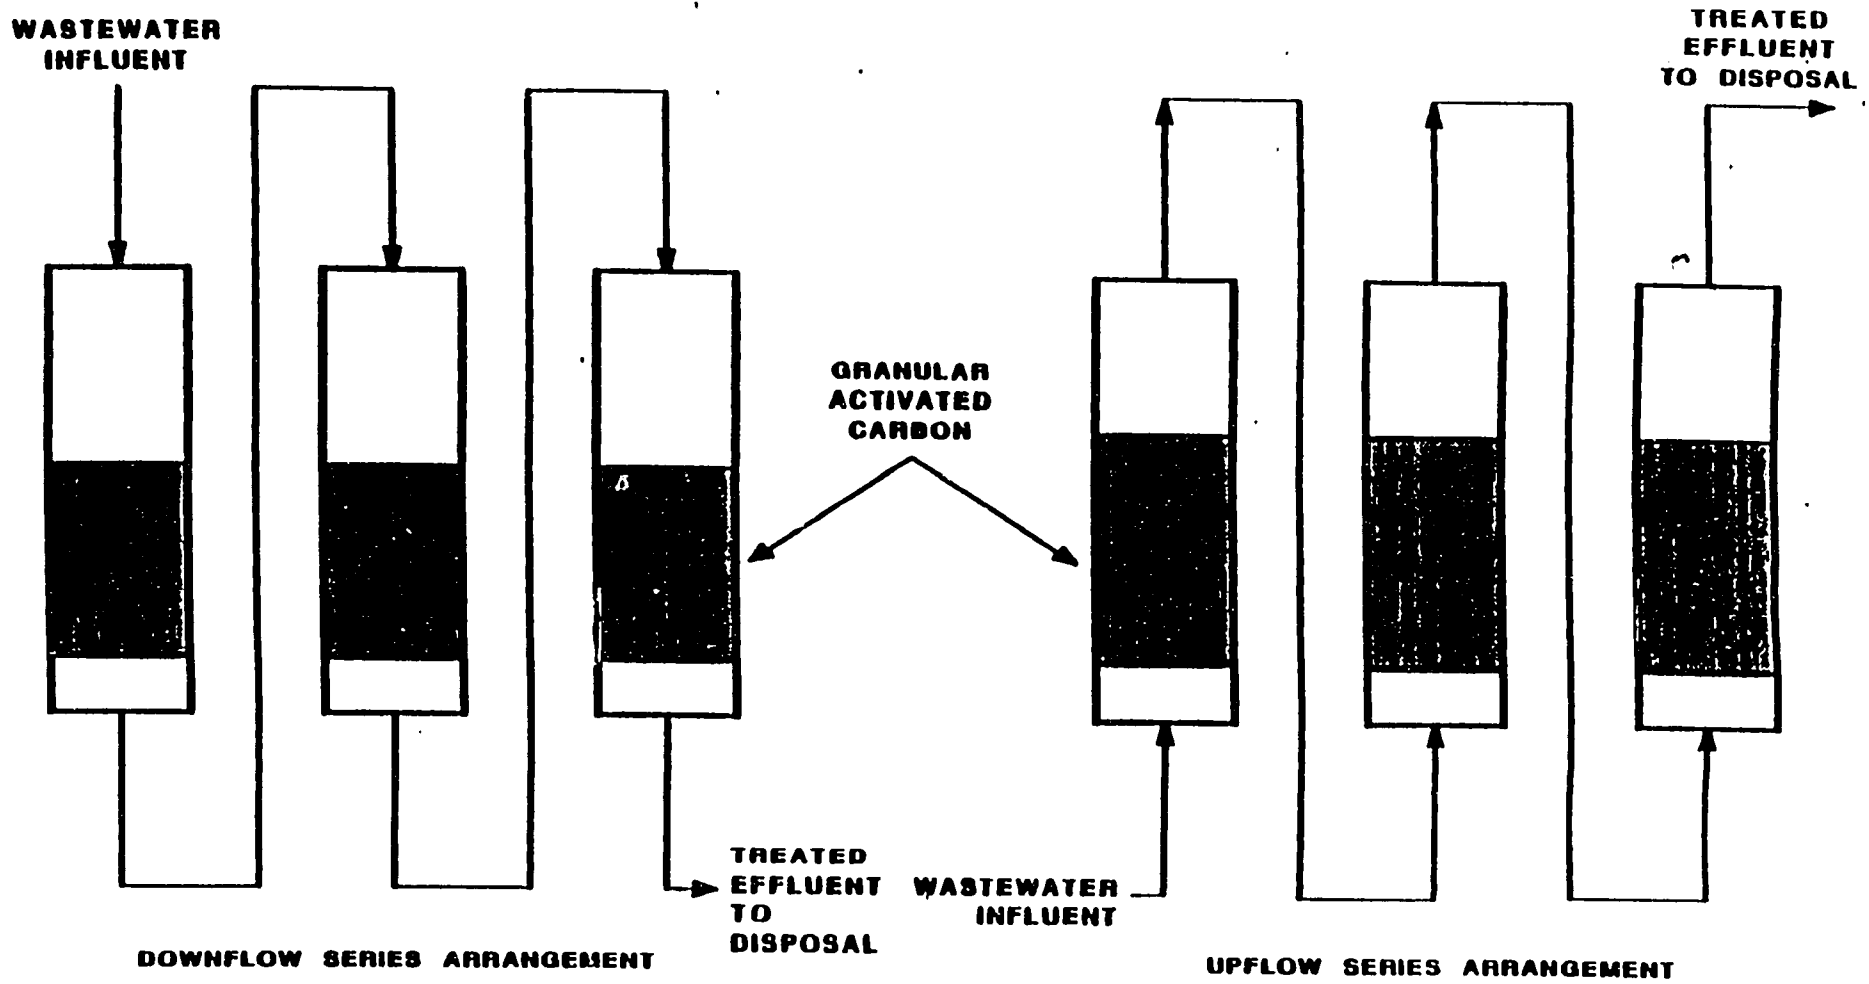 WASTEWATER
INFLUENT
TREATED
EFFLUENT
TO DISPOSAL
GRANULAR
ACTIVATED
CARBON
TREATED
EFFLUENT
TO
DISPOSAL
WASTEWATER
INFLUENT
DOWNFLOW SERIES ARRANGEMENT
UPFLOW SERIES ARRANGEMENT